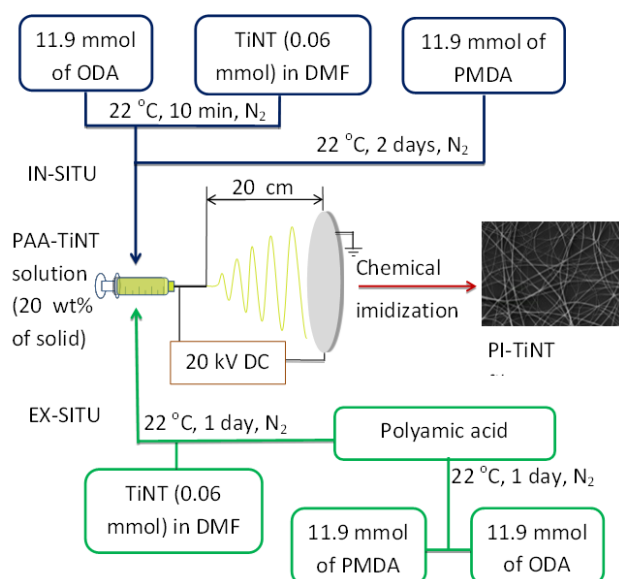 11.9 mmol
of ODA
TiNT (0.06
mmol) in DMF
11.9 mmol of
PMDA
22 °C, 10 min, N₂
22 °C, 2 days, N₂
IN-SITU
20 cm
PAA-TiNT
solution
(20 wt%
of solid)
Chemical
imidization
20 kV DC
PI-TiNT
EX-SITU
22 °C, 1 day, N₂
Polyamic acid
22 °C, 1 day, N₂
TiNT (0.06
mmol) in DMF
11.9 mmol
of PMDA
11.9 mmol
of ODA